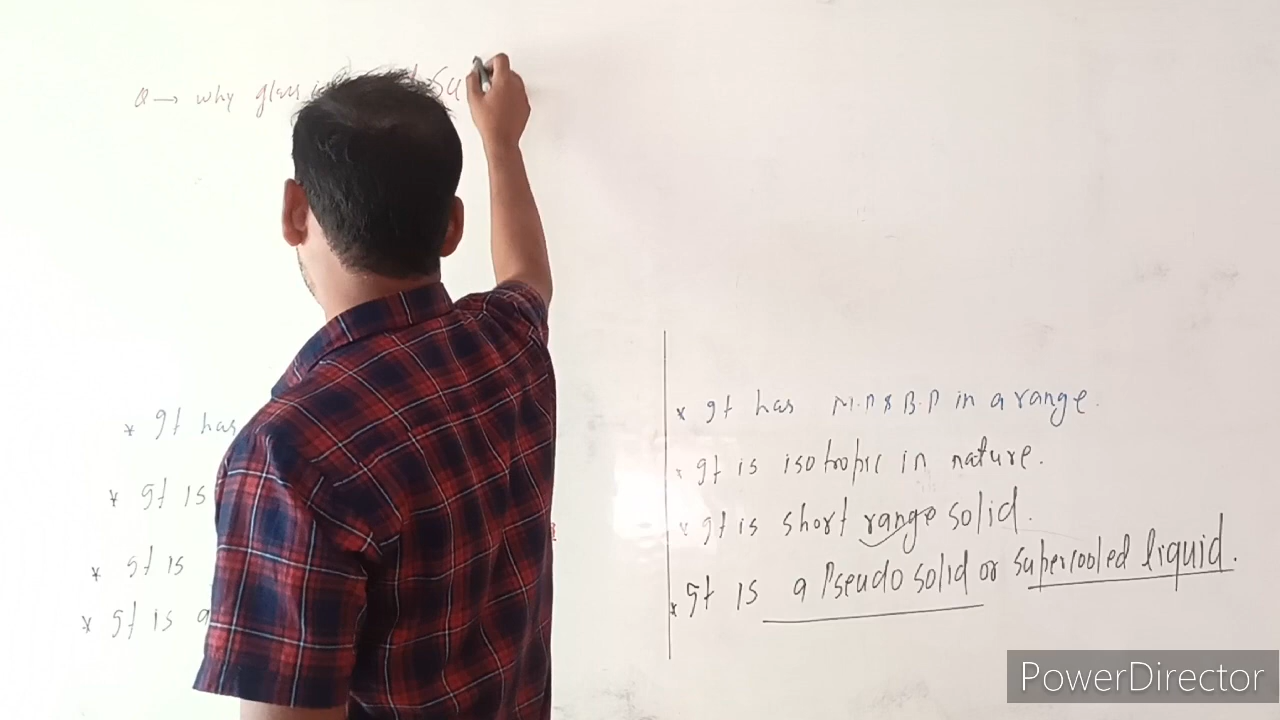 Q → why glass is Su
* It has
* It is
* It is
* It is a
* It has M.P & B.P in a range.
* It is isotropic in nature.
* It is short range solid.
* It is a Pseudo solid or supercooled liquid.
PowerDirector